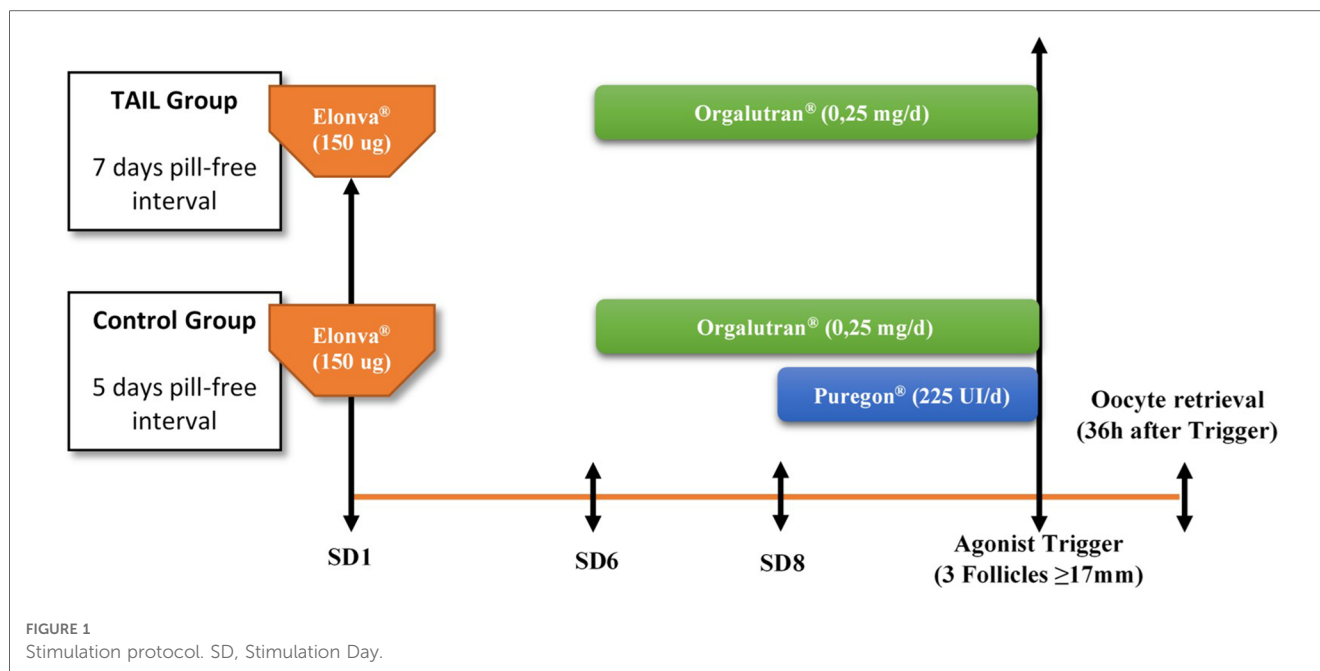 TAIL Group
7 days pill-free
interval
Elonva®
(150 ug)
Orgalutran® (0,25 mg/d)
Control Group
5 days pill-free
interval
Elonva®
(150 ug)
Orgalutran® (0,25 mg/d)
Puregon® (225 UI/d)
Oocyte retrieval
(36h after Trigger)
SD1
SD6
SD8
Agonist Trigger
(3 Follicles ≥17mm)
FIGURE 1
Stimulation protocol. SD, Stimulation Day.